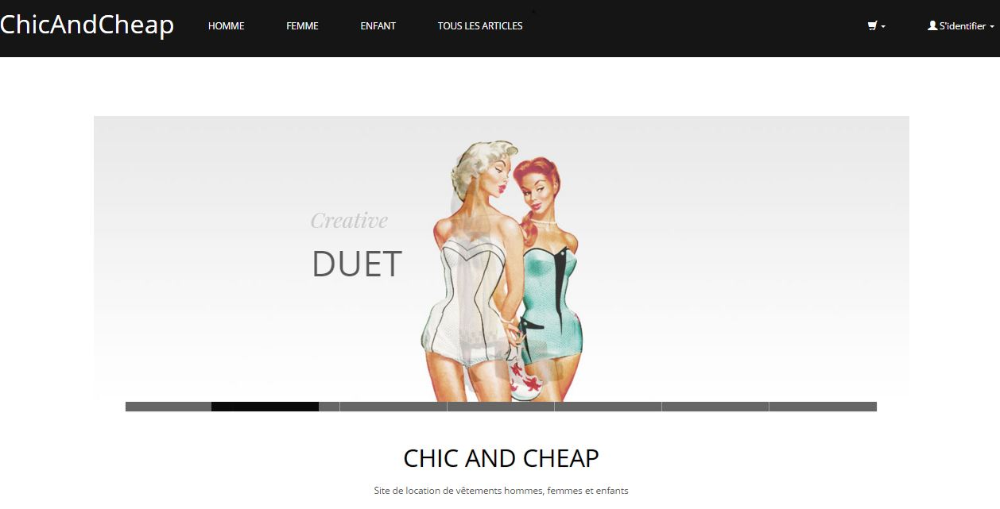 ChicAndCheap HOMME FEMME ENFANT TOUS LES ARTICLES S'identifier
Creative
DUET
CHIC AND CHEAP
Site de location de vêtements hommes, femmes et enfants